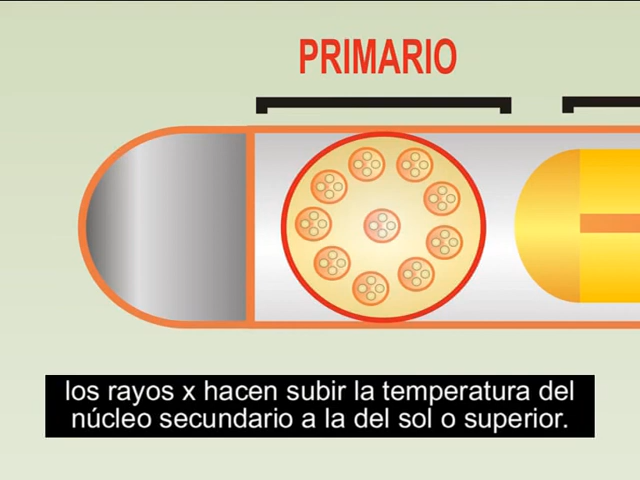 PRIMARIO
los rayos x hacen subir la temperatura del
núcleo secundario a la del sol o superior.